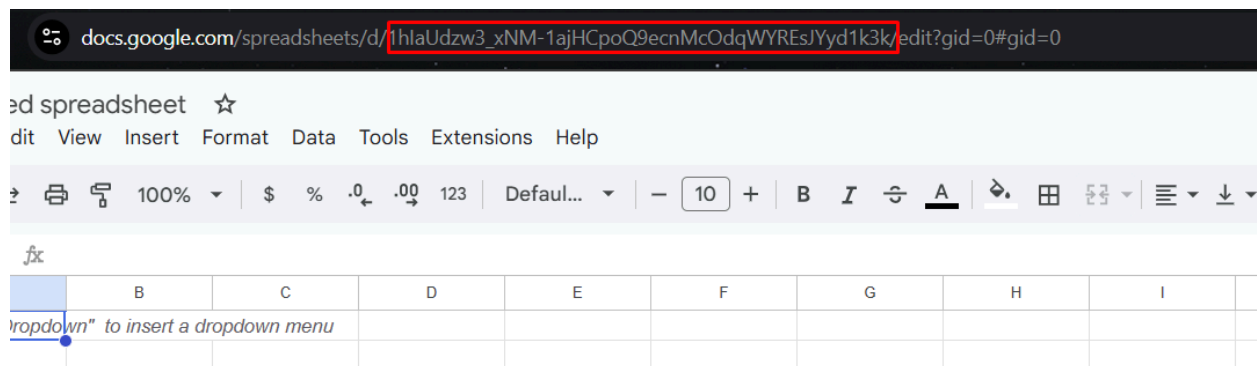 docs.google.com/spreadsheets/d/1hIaUdzw3_xNM-1ajHCpoQ9ecnMcOdqWYREsJYyd1k3k/edit?gid=0#gid=0
ed spreadsheet
dit View Insert Format Data Tools Extensions Help
100% $ % .0 .00 123 Defaul... − 10 + B I S A
fx
B C D E F G H I
Dropdown" to insert a dropdown menu